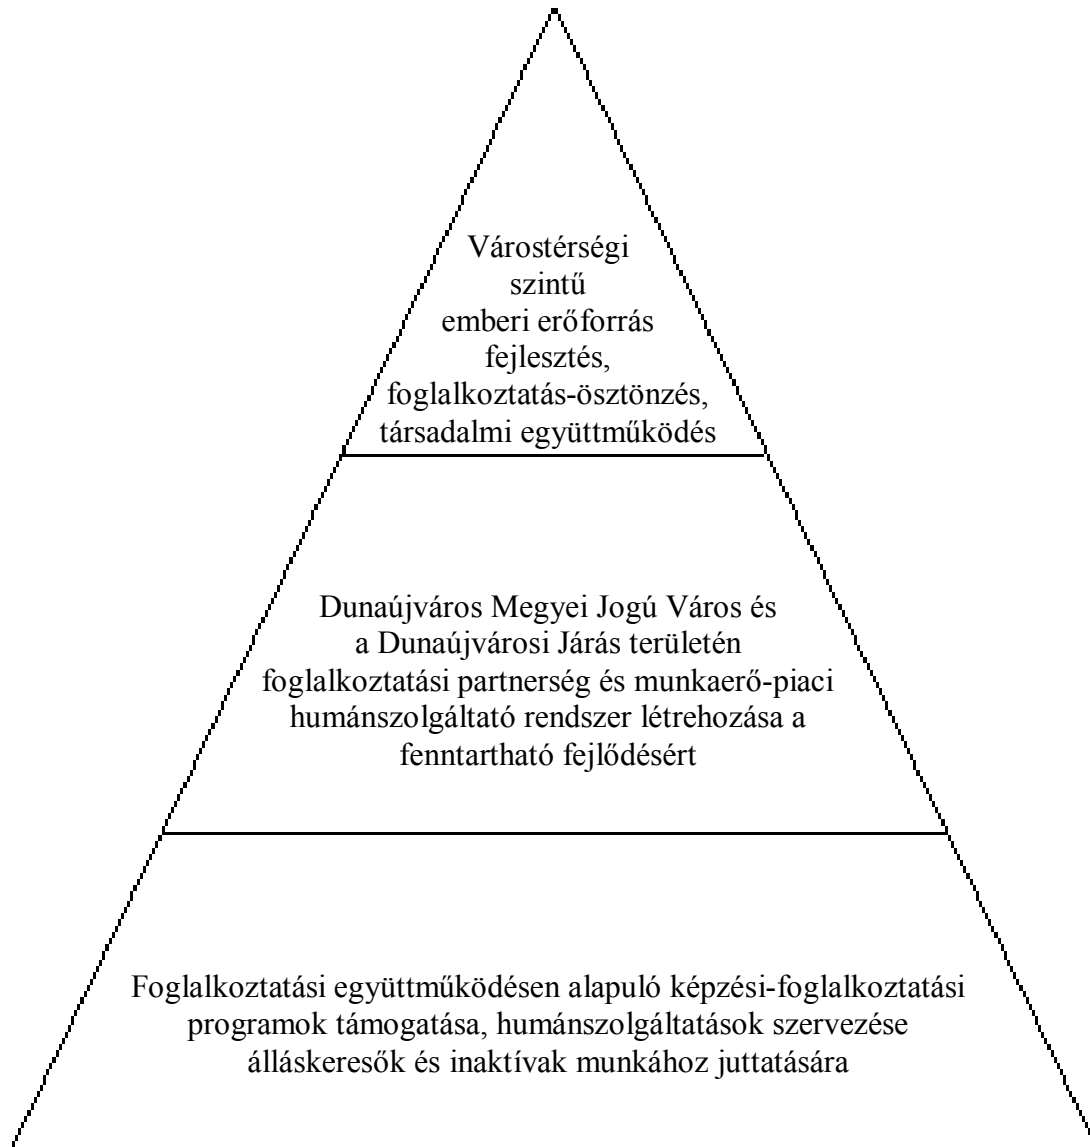 Várostérségi
szintű
emberi erőforrás
fejlesztés,
foglalkoztatás-ösztönzés,
társadalmi együttműködés
Dunaújváros Megyei Jogú Város és
a Dunaújvárosi Járás területén
foglalkoztatási partnerség és munkaerő-piaci
humánszolgáltató rendszer létrehozása a
fenntartható fejlődésért
Foglalkoztatási együttműködésen alapuló képzési-foglalkoztatási
programok támogatása, humánszolgáltatások szervezése
álláskeresők és inaktívak munkához juttatására